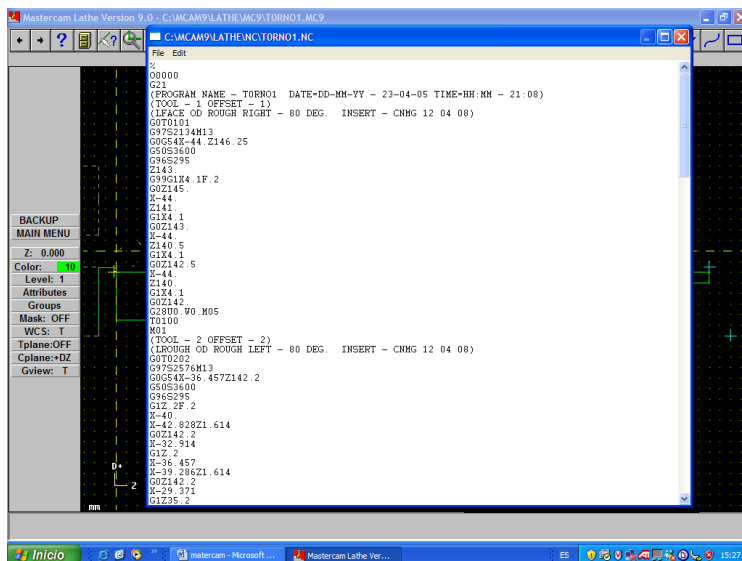 Mastercam Lathe Version 9.0 - C:\MCAM9\LATHE\MC9\TORNO1.MC9
C:\MCAM9\LATHE\NC\TORNO1.NC
File Edit
%
O0000
G21
(PROGRAM NAME - TORNO1 DATE=DD-MM-YY - 23-04-05 TIME=HH:MM - 21:08)
(TOOL - 1 OFFSET - 1)
(LFACE OD ROUGH RIGHT - 80 DEG. INSERT - CNMG 12 04 08)
G0T0101
G97S2134M13
G0G54X-44.Z146.25
G50S3600
G96S295
Z143.
G99G1X4.1F.2
G0Z145.
X-44.
Z141.
G1X4.1
G0Z143.
X-44.
Z140.5
G1X4.1
G0Z142.5
X-44.
Z140.
G1X4.1
G0Z142.
G28U0.W0.M05
T0100
M01
(TOOL - 2 OFFSET - 2)
(LROUGH OD ROUGH LEFT - 80 DEG. INSERT - CNMG 12 04 08)
G0T0202
G97S2576M13
G0G54X-36.457Z142.2
G50S3600
G96S295
G1Z.2F.2
X-40.
X-42.828Z1.614
G0Z142.2
X-32.914
G1Z.2
X-36.457
X-39.286Z1.614
G0Z142.2
X-29.371
G1Z35.2
BACKUP
MAIN MENU
Z: 0.000
Color: 10
Level: 1
Attributes
Groups
Mask: OFF
WCS: T
Tplane:OFF
Cplane:+DZ
Gview: T
D+
Z
mm
Inicio
matercam - Microsoft ...
Mastercam Lathe Ver...
ES
15:27